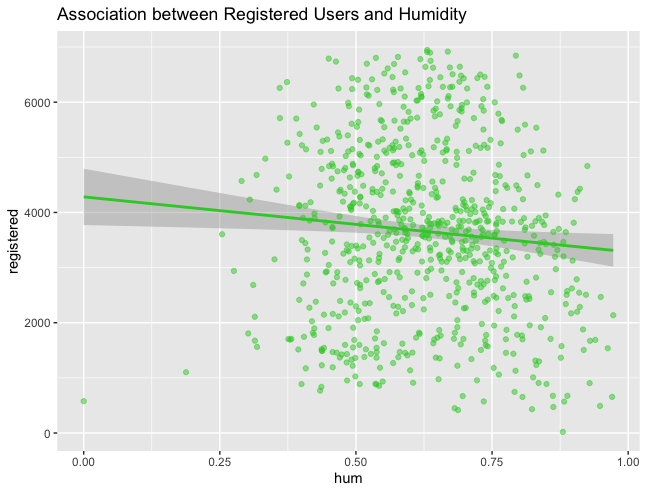 Association between Registered Users and Humidity
registered
6000
4000
2000
0
0.00 0.25 0.50 0.75 1.00
hum